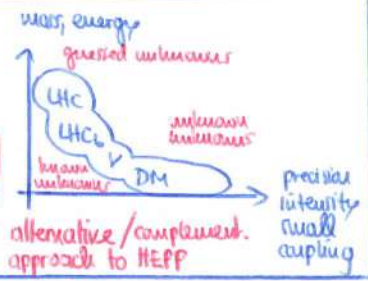 mass, energy
guessed unknowns
LHC
LHCb
unknown
unknowns
known
unknowns
ν
DM
precision
intensity
small
coupling
alternative/complement.
approach to HEPP